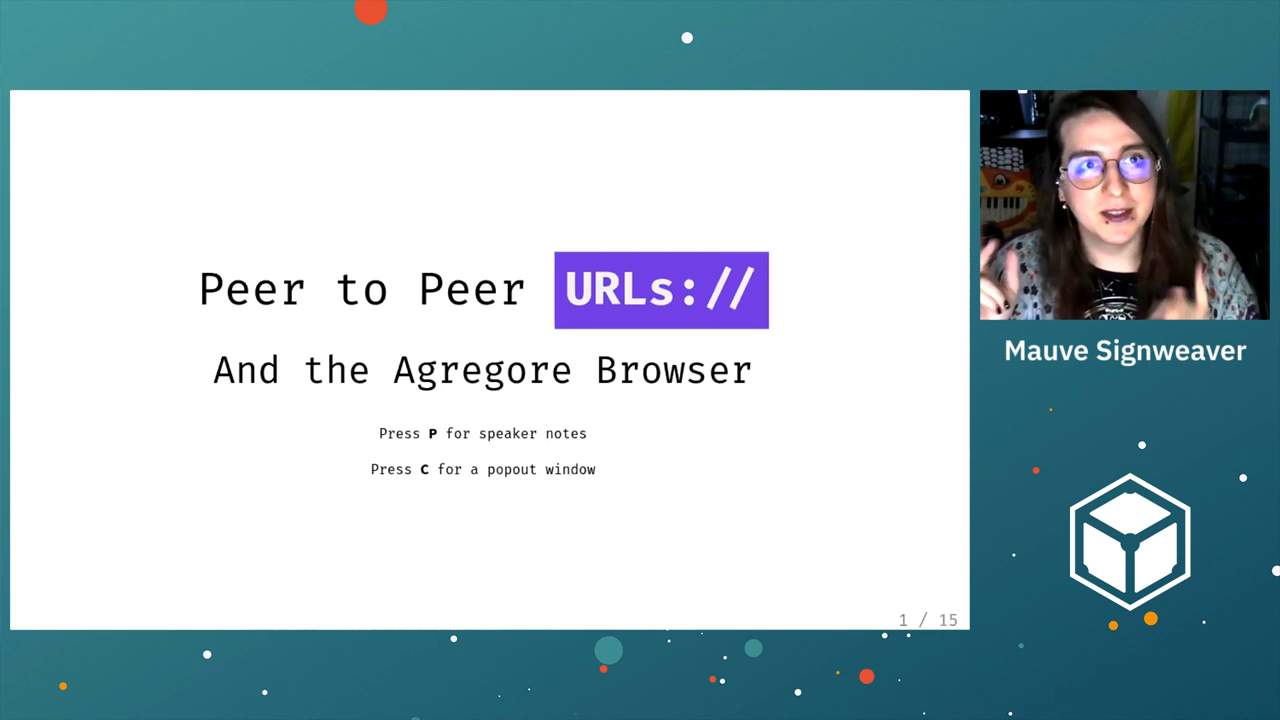 Peer to Peer URLs://
And the Agregore Browser
Press P for speaker notes
Press C for a popout window
1 / 15
Mauve Signweaver